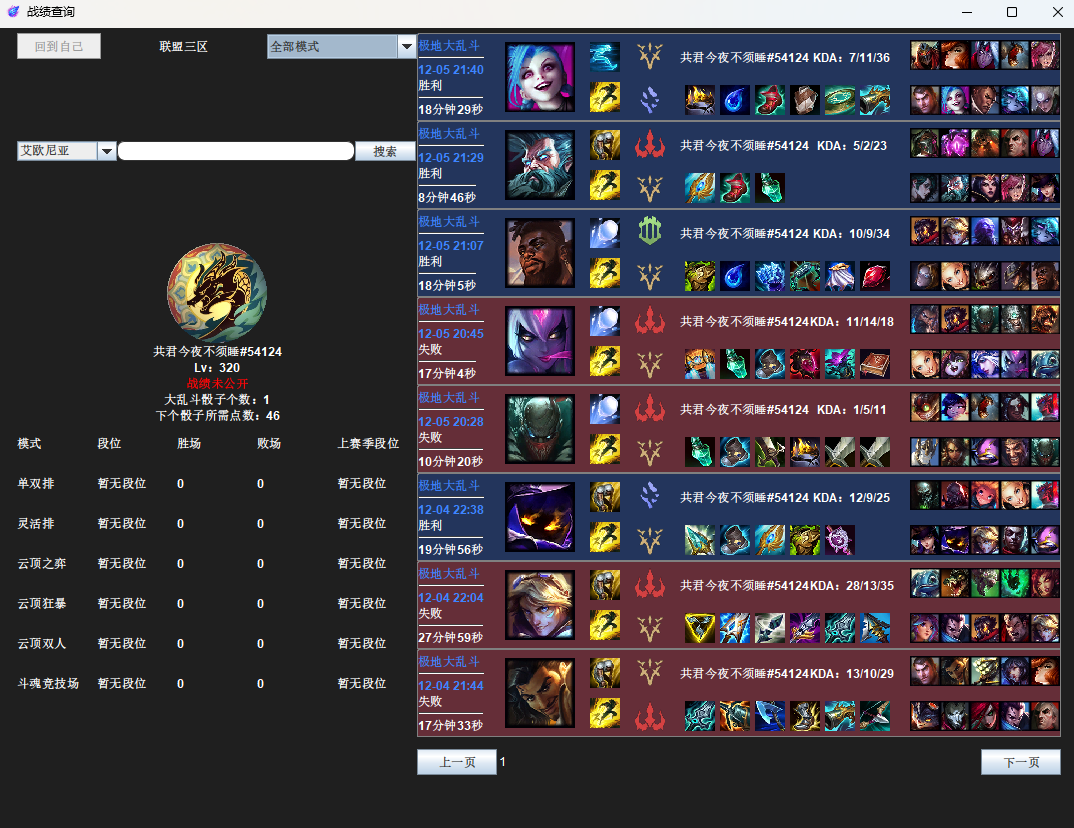 战绩查询
回到自己 联盟三区 全部模式
艾欧尼亚 搜索
共君今夜不须睡#54124
Lv: 320
战绩未公开
大乱斗骰子个数: 1
下个骰子所需点数: 46
模式 段位 胜场 败场 上赛季段位
单双排 暂无段位 0 0 暂无段位
灵活排 暂无段位 0 0 暂无段位
云顶之弈 暂无段位 0 0 暂无段位
云顶狂暴 暂无段位 0 0 暂无段位
云顶双人 暂无段位 0 0 暂无段位
斗魂竞技场 暂无段位 0 0 暂无段位
极地大乱斗
12-05 21:40
胜利
18分钟29秒
共君今夜不须睡#54124 KDA: 7/11/36
极地大乱斗
12-05 21:29
胜利
8分钟46秒
共君今夜不须睡#54124 KDA: 5/2/23
极地大乱斗
12-05 21:07
胜利
18分钟5秒
共君今夜不须睡#54124 KDA: 10/9/34
极地大乱斗
12-05 20:45
失败
17分钟4秒
共君今夜不须睡#54124KDA: 11/14/18
极地大乱斗
12-05 20:28
失败
10分钟20秒
共君今夜不须睡#54124 KDA: 1/5/11
极地大乱斗
12-04 22:38
胜利
19分钟56秒
共君今夜不须睡#54124 KDA: 12/9/25
极地大乱斗
12-04 22:04
失败
27分钟59秒
共君今夜不须睡#54124KDA: 28/13/35
极地大乱斗
12-04 21:44
失败
17分钟33秒
共君今夜不须睡#54124KDA: 13/10/29
上一页 1 下一页